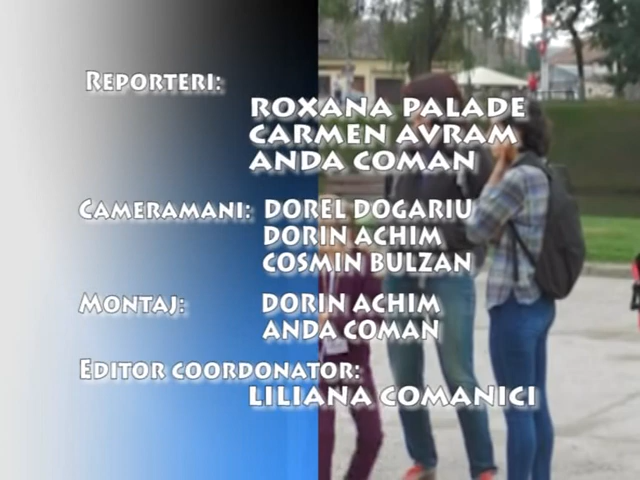 REPORTERI:
ROXANA PALADE
CARMEN AVRAM
ANDA COMAN
CAMERAMANI: DOREL DOGARIU
DORIN ACHIM
COSMIN BULZAN
MONTAJ: DORIN ACHIM
ANDA COMAN
EDITOR COORDONATOR:
LILIANA COMANICI